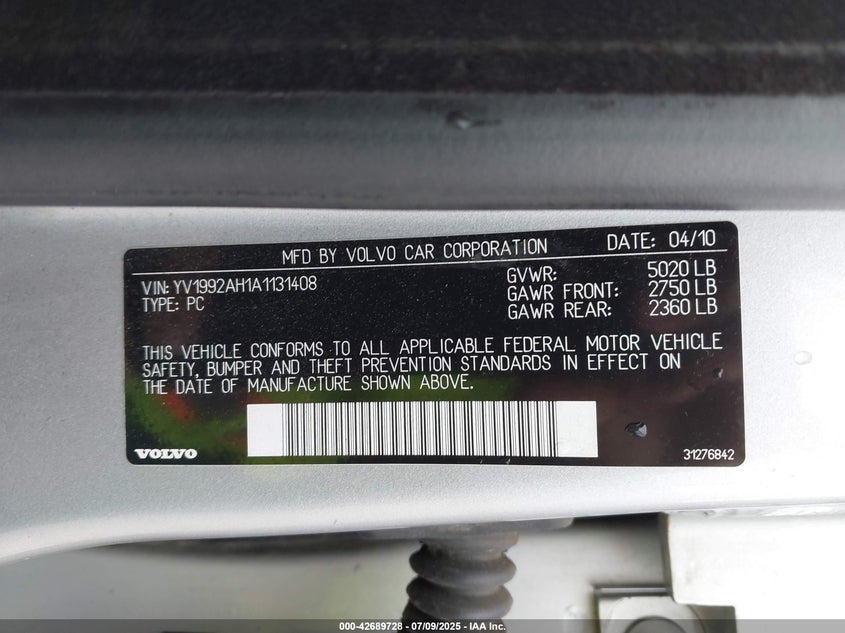 MFD BY VOLVO CAR CORPORATION DATE: 04/10
VIN: YV1992AH1A1131408 GVWR: 5020 LB
TYPE: PC GAWR FRONT: 2750 LB
GAWR REAR: 2360 LB
THIS VEHICLE CONFORMS TO ALL APPLICABLE FEDERAL MOTOR VEHICLE
SAFETY, BUMPER AND THEFT PREVENTION STANDARDS IN EFFECT ON
THE DATE OF MANUFACTURE SHOWN ABOVE.
VOLVO 31276842
000-42689728 - 07/09/2025 - IAA Inc.